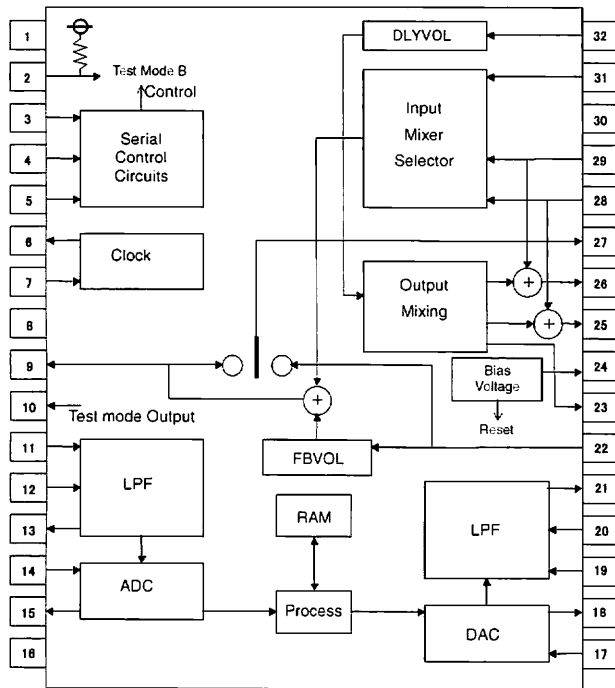 1
2
3
4
5
6
7
8
9
10
11
12
13
14
15
16
Test Mode B
Control
Serial
Control
Circuits
Clock
Test mode Output
LPF
ADC
DLYVOL
Input
Mixer
Selector
Output
Mixing
+
+
Bias
Voltage
Reset
+
FBVOL
RAM
Process
LPF
DAC
32
31
30
29
28
27
26
25
24
23
22
21
20
19
18
17